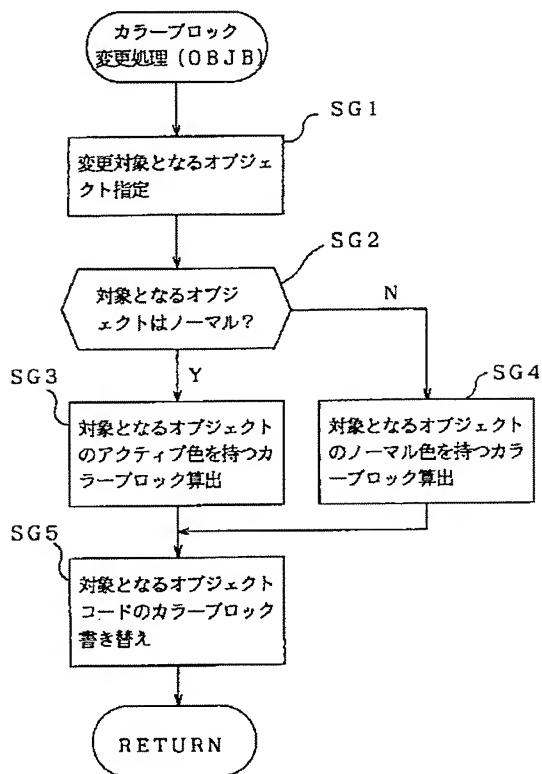 カラーブロック
変更処理（OBJB）
SG1
変更対象となるオブジェ
クト指定
SG2
対象となるオブジ
ェクトはノーマル？
N
Y
SG3
対象となるオブジェクト
のアクティブ色を持つカ
ラーブロック算出
SG4
対象となるオブジェクト
のノーマル色を持つカラ
ーブロック算出
SG5
対象となるオブジェクト
コードのカラーブロック
書き替え
RETURN